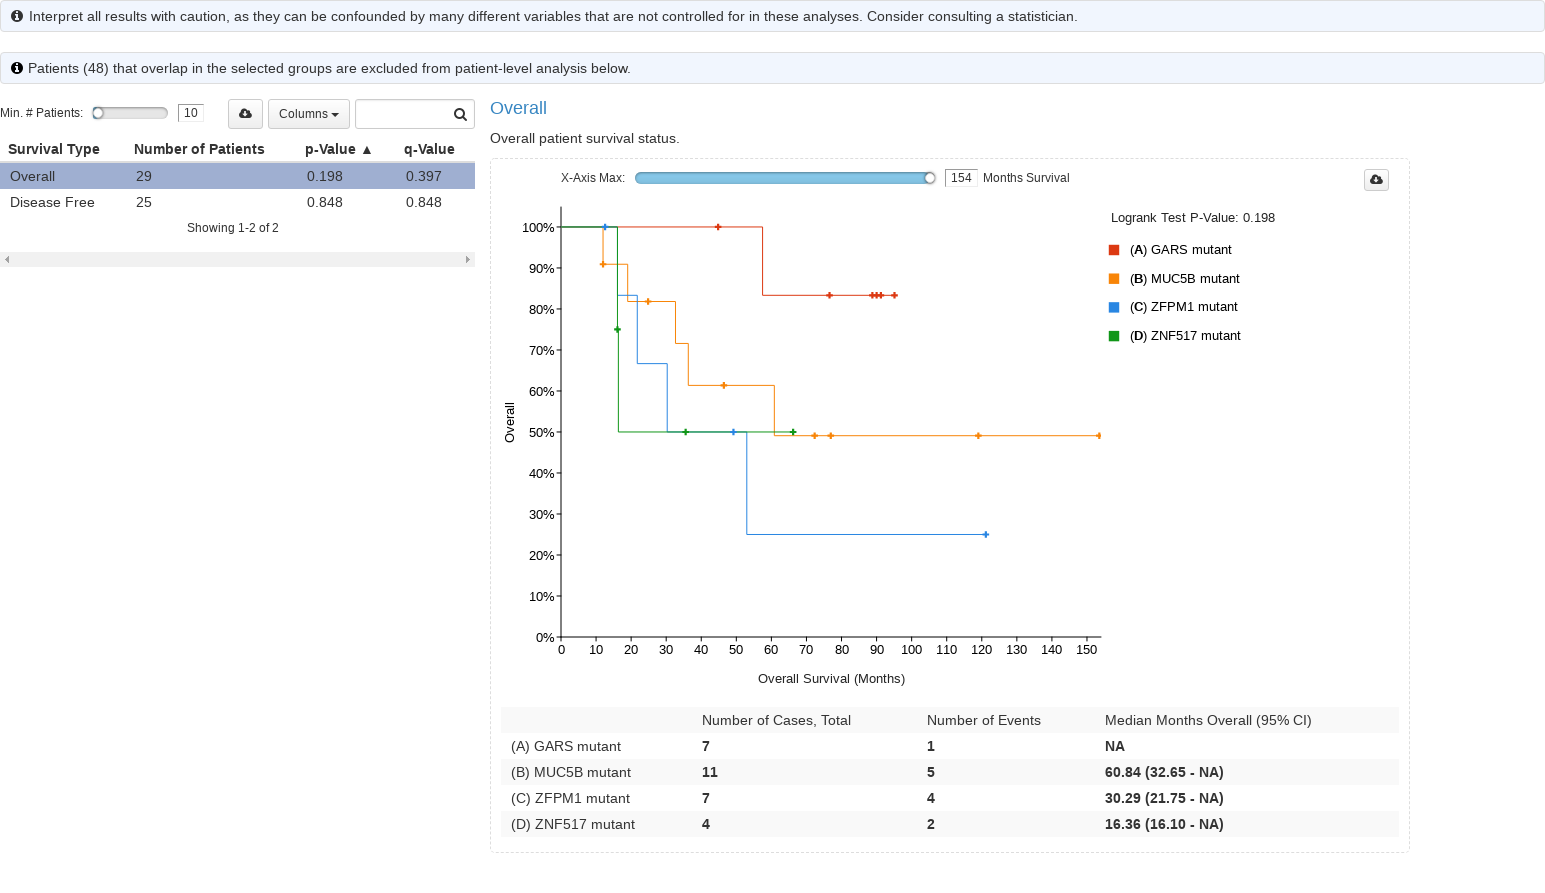 Interpret all results with caution, as they can be confounded by many different variables that are not controlled for in these analyses. Consider consulting a statistician.
Patients (48) that overlap in the selected groups are excluded from patient-level analysis below.
Min. # Patients: 10 Columns
Survival Type Number of Patients p-Value ▲ q-Value
Overall 29 0.198 0.397
Disease Free 25 0.848 0.848
Showing 1-2 of 2
Overall
Overall patient survival status.
X-Axis Max: 154 Months Survival
Logrank Test P-Value: 0.198
(A) GARS mutant
(B) MUC5B mutant
(C) ZFPM1 mutant
(D) ZNF517 mutant
100%
90%
80%
70%
60%
50%
40%
30%
20%
10%
0%
Overall
0 10 20 30 40 50 60 70 80 90 100 110 120 130 140 150
Overall Survival (Months)
Number of Cases, Total Number of Events Median Months Overall (95% CI)
(A) GARS mutant 7 1 NA
(B) MUC5B mutant 11 5 60.84 (32.65 - NA)
(C) ZFPM1 mutant 7 4 30.29 (21.75 - NA)
(D) ZNF517 mutant 4 2 16.36 (16.10 - NA)